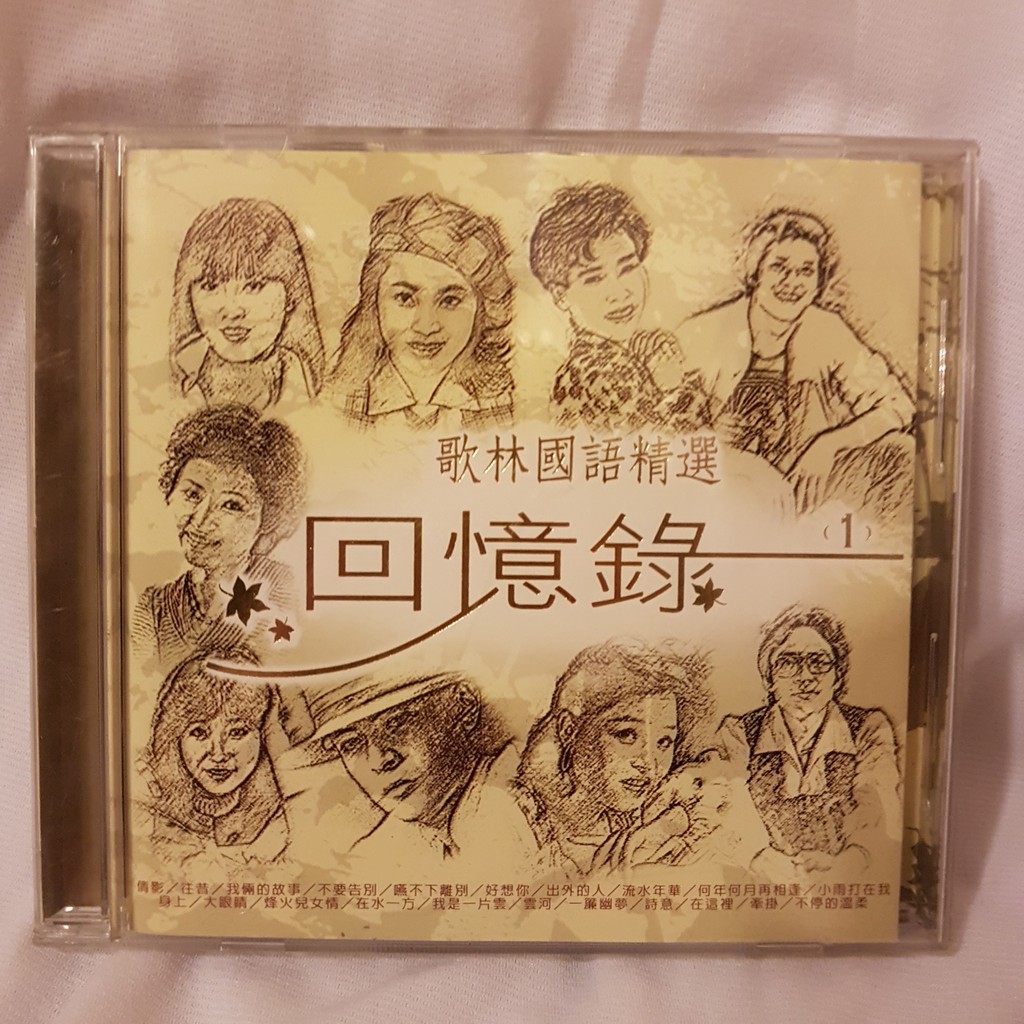 歌林國語精選
回憶錄
(1)
倩影／往昔／我倆的故事／不要告別／嚥不下離別／好想你／出外的人／流水年華／何年何月再相逢／小雨打在我
身上／大眼睛／烽火兒女情／在水一方／我是一片雲／雲河／一簾幽夢／詩意／在這裡／牽掛／不停的溫柔